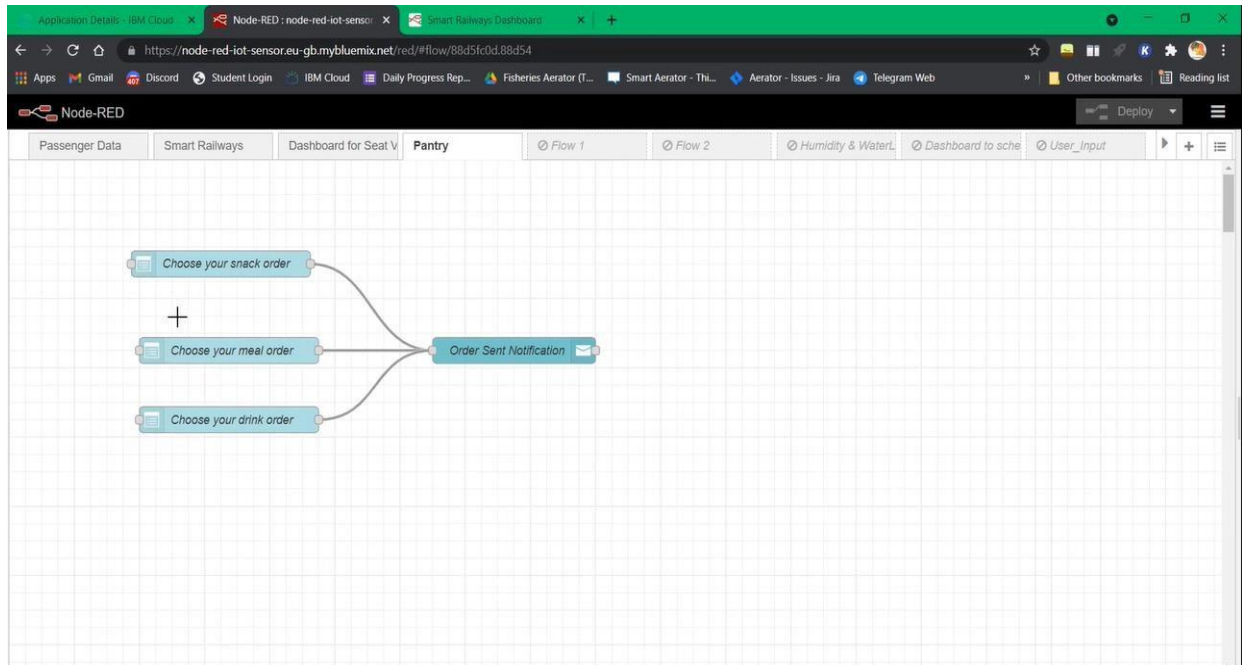 Application Details - IBM Cloud
Node-RED : node-red-iot-sensor
Smart Railways Dashboard
https://node-red-iot-sensor.eu-gb.mybluemix.net/red/#flow/88d5fc0d.88d54
K
Apps Gmail 407 Discord Student Login IBM Cloud Daily Progress Rep... Fisheries Aerator (T... Smart Aerator - Thi... Aerator - Issues - Jira Telegram Web » Other bookmarks Reading list
Node-RED Deploy
Passenger Data Smart Railways Dashboard for Seat V Pantry Flow 1 Flow 2 Humidity & WaterL Dashboard to sche User_Input
Choose your snack order
Choose your meal order Order Sent Notification
Choose your drink order